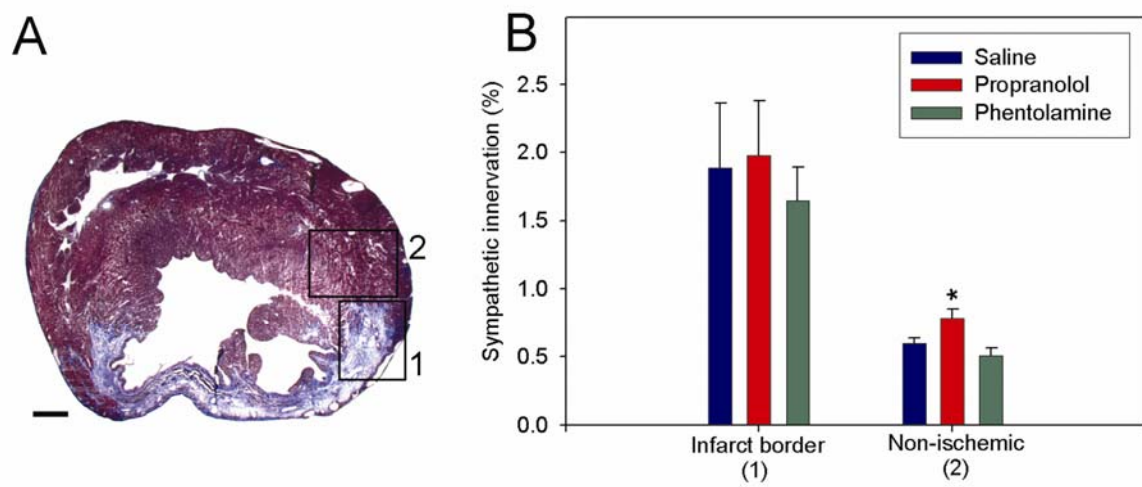 A
2
1
B
Sympathetic innervation (%)
2.5
2.0
1.5
1.0
0.5
0.0
Saline
Propranolol
Phentolamine
*
Infarct border
(1)
Non-ischemic
(2)